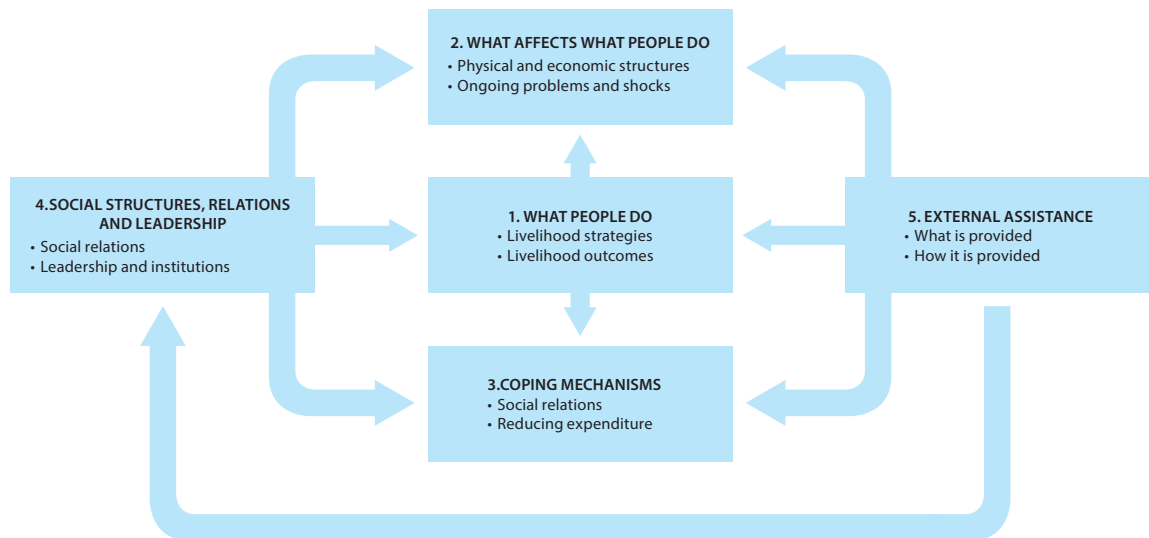 2. WHAT AFFECTS WHAT PEOPLE DO
• Physical and economic structures
• Ongoing problems and shocks
4.SOCIAL STRUCTURES, RELATIONS
AND LEADERSHIP
• Social relations
• Leadership and institutions
1. WHAT PEOPLE DO
• Livelihood strategies
• Livelihood outcomes
5. EXTERNAL ASSISTANCE
• What is provided
• How it is provided
3.COPING MECHANISMS
• Social relations
• Reducing expenditure